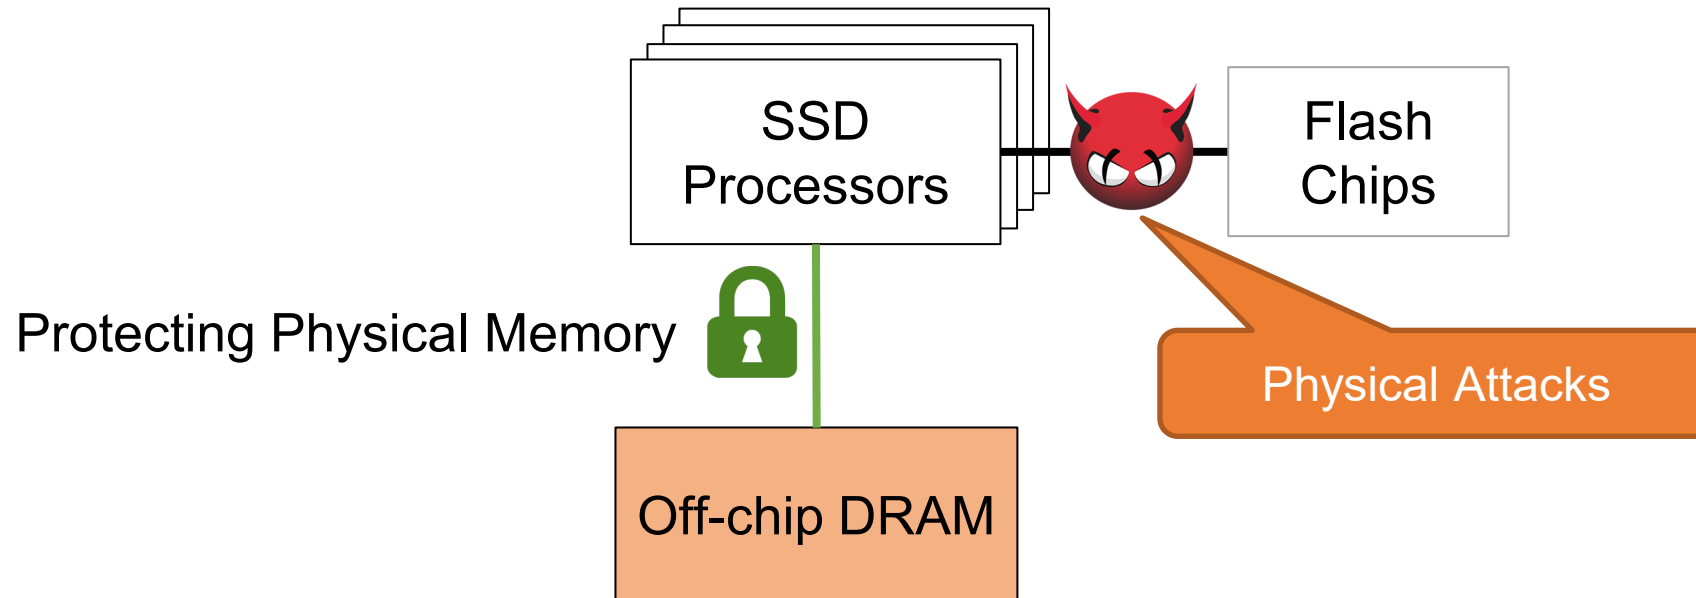 SSD
Processors
Flash
Chips
Protecting Physical Memory
Physical Attacks
Off-chip DRAM